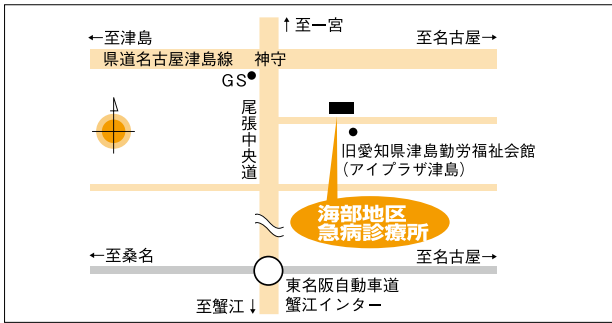 ↑至一宮
←至津島
至名古屋→
県道名古屋津島線
神守
GS●
尾張中央道
旧愛知県津島勤労福祉会館
(アイプラザ津島)
海部地区
急病診療所
←至桑名
至名古屋→
東名阪自動車道
蟹江インター
至蟹江↓